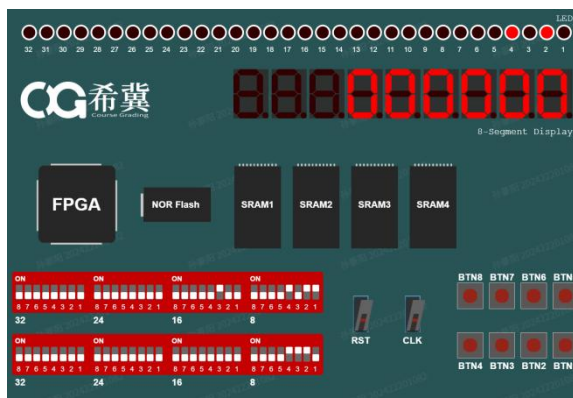 LED
32 31 30 29 28 27 26 25 24 23 22 21 20 19 18 17 16 15 14 13 12 11 10 9 8 7 6 5 4 3 2 1
CG希冀
Course Grading
000000
8-Segment Display
FPGA
NOR Flash
SRAM1
SRAM2
SRAM3
SRAM4
ON ON ON ON
8 7 6 5 4 3 2 1 8 7 6 5 4 3 2 1 8 7 6 5 4 3 2 1 8 7 6 5 4 3 2 1
32 24 16 8
ON ON ON ON
8 7 6 5 4 3 2 1 8 7 6 5 4 3 2 1 8 7 6 5 4 3 2 1 8 7 6 5 4 3 2 1
32 24 16 8
RST CLK
BTN8 BTN7 BTN6 BTN
BTN4 BTN3 BTN2 BTN